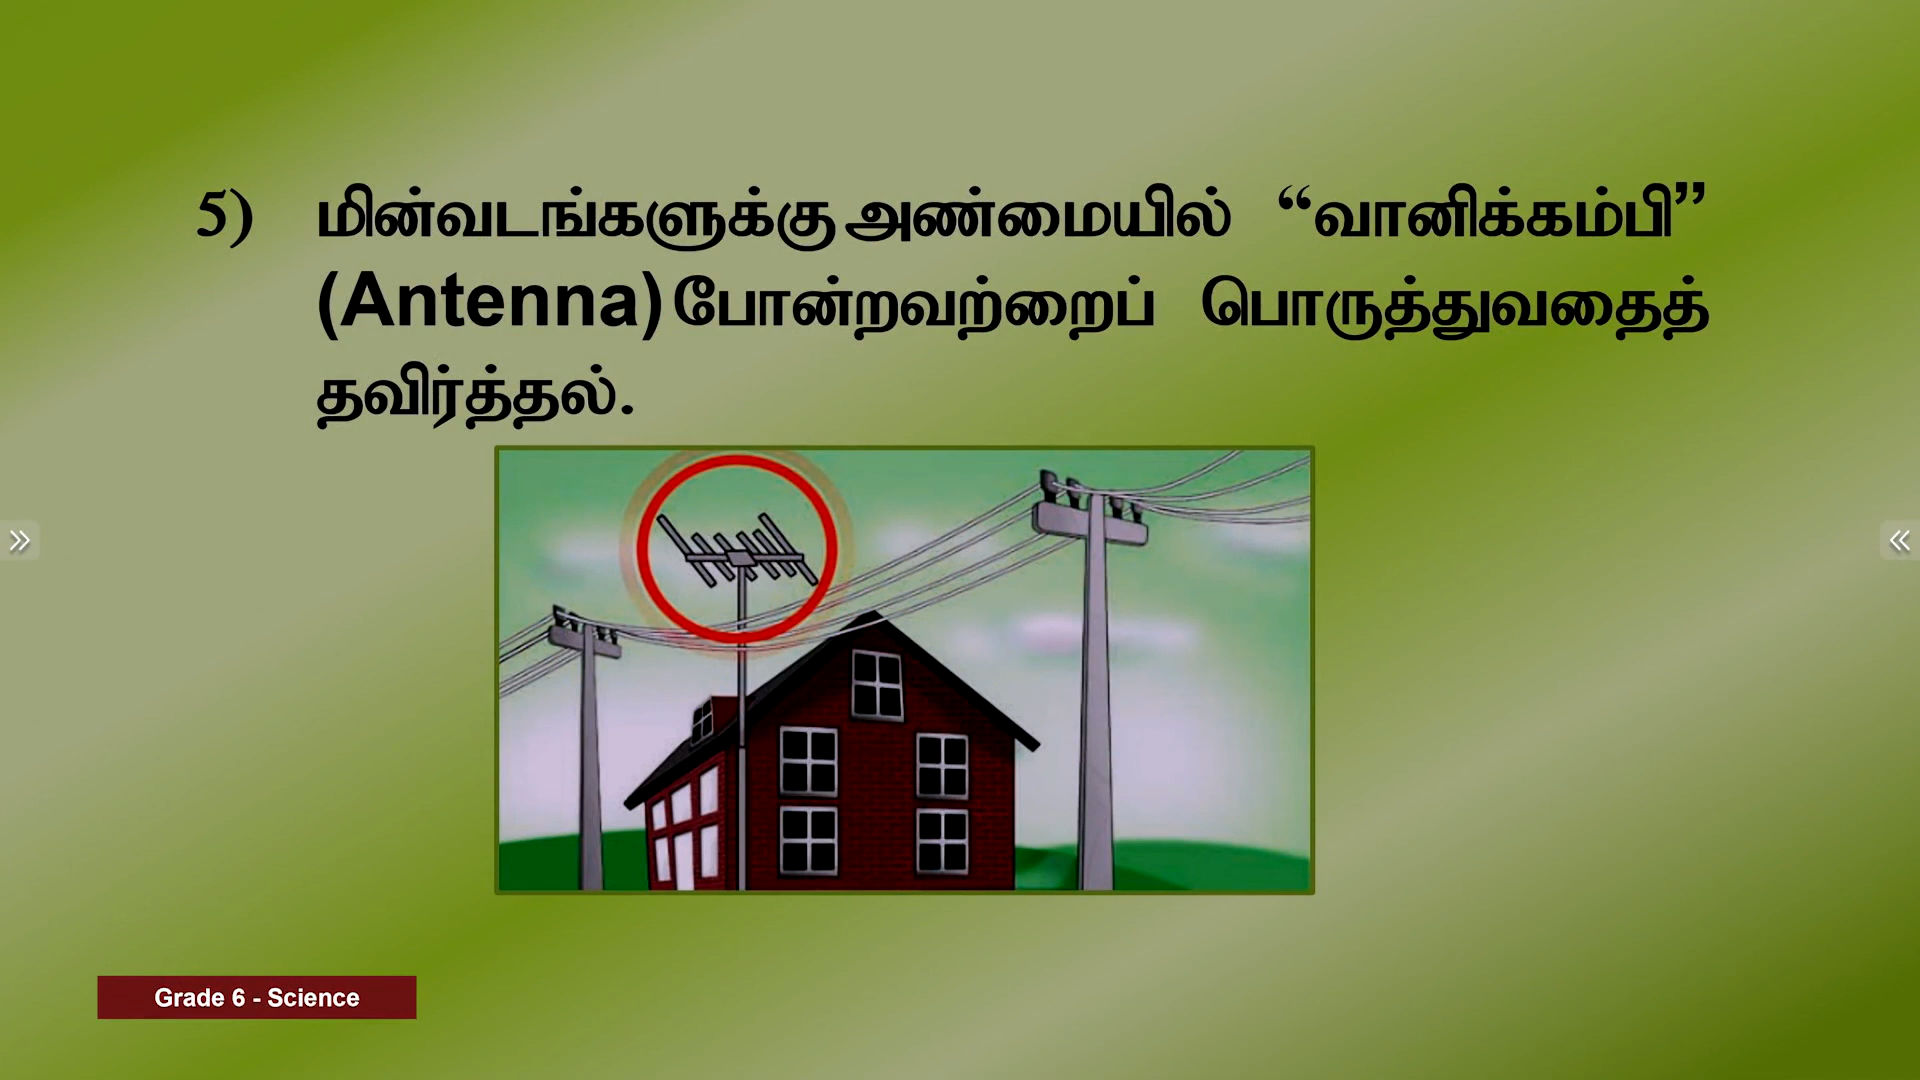 5) மின்வடங்களுக்கு அண்மையில் “வானிக்கம்பி”
(Antenna) போன்றவற்றைப் பொருத்துவதைத்
தவிர்த்தல்.
Grade 6 - Science